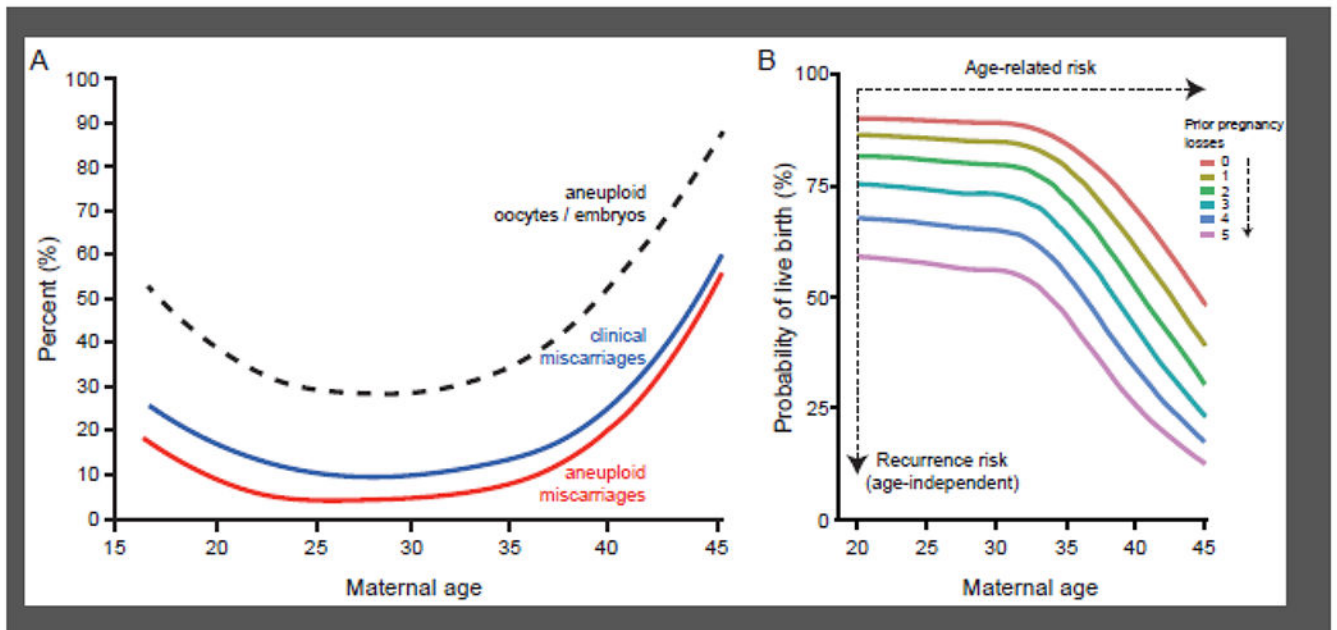 A
Percent (%)
100
90
80
70
60
50
40
30
20
10
0
aneuploid
oocytes / embryos
clinical
miscarriages
aneuploid
miscarriages
15
20
25
30
35
40
45
Maternal age
B
Probability of live birth (%)
100
75
50
25
0
Age-related risk
Prior pregnancy
losses
0
1
2
3
4
5
Recurrence risk
(age-independent)
20
25
30
35
40
45
Maternal age